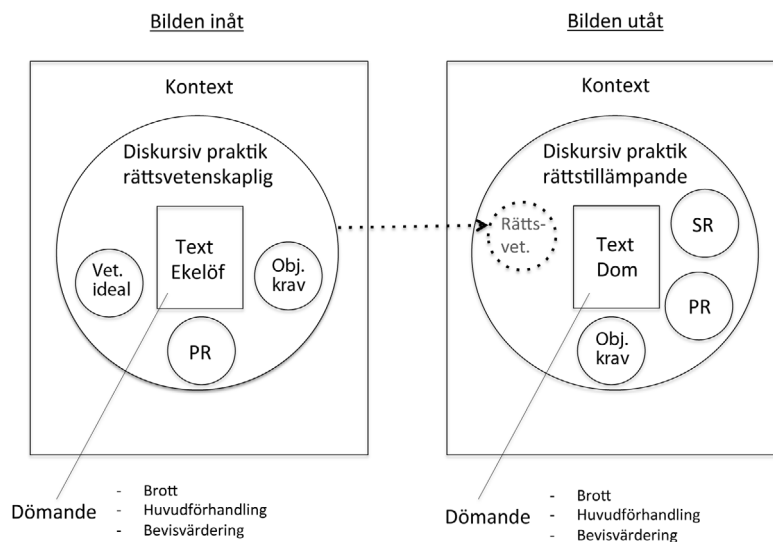 Bilden inåt
Kontext
Diskursiv praktik
rättsvetenskaplig
Text
Ekelöf
Vet.
ideal
Obj.
krav
PR
Dömande
- Brott
- Huvudförhandling
- Bevisvärdering
Bilden utåt
Kontext
Diskursiv praktik
rättstillämpande
Rätts-
vet.
Text
Dom
SR
PR
Obj.
krav
Dömande
- Brott
- Huvudförhandling
- Bevisvärdering